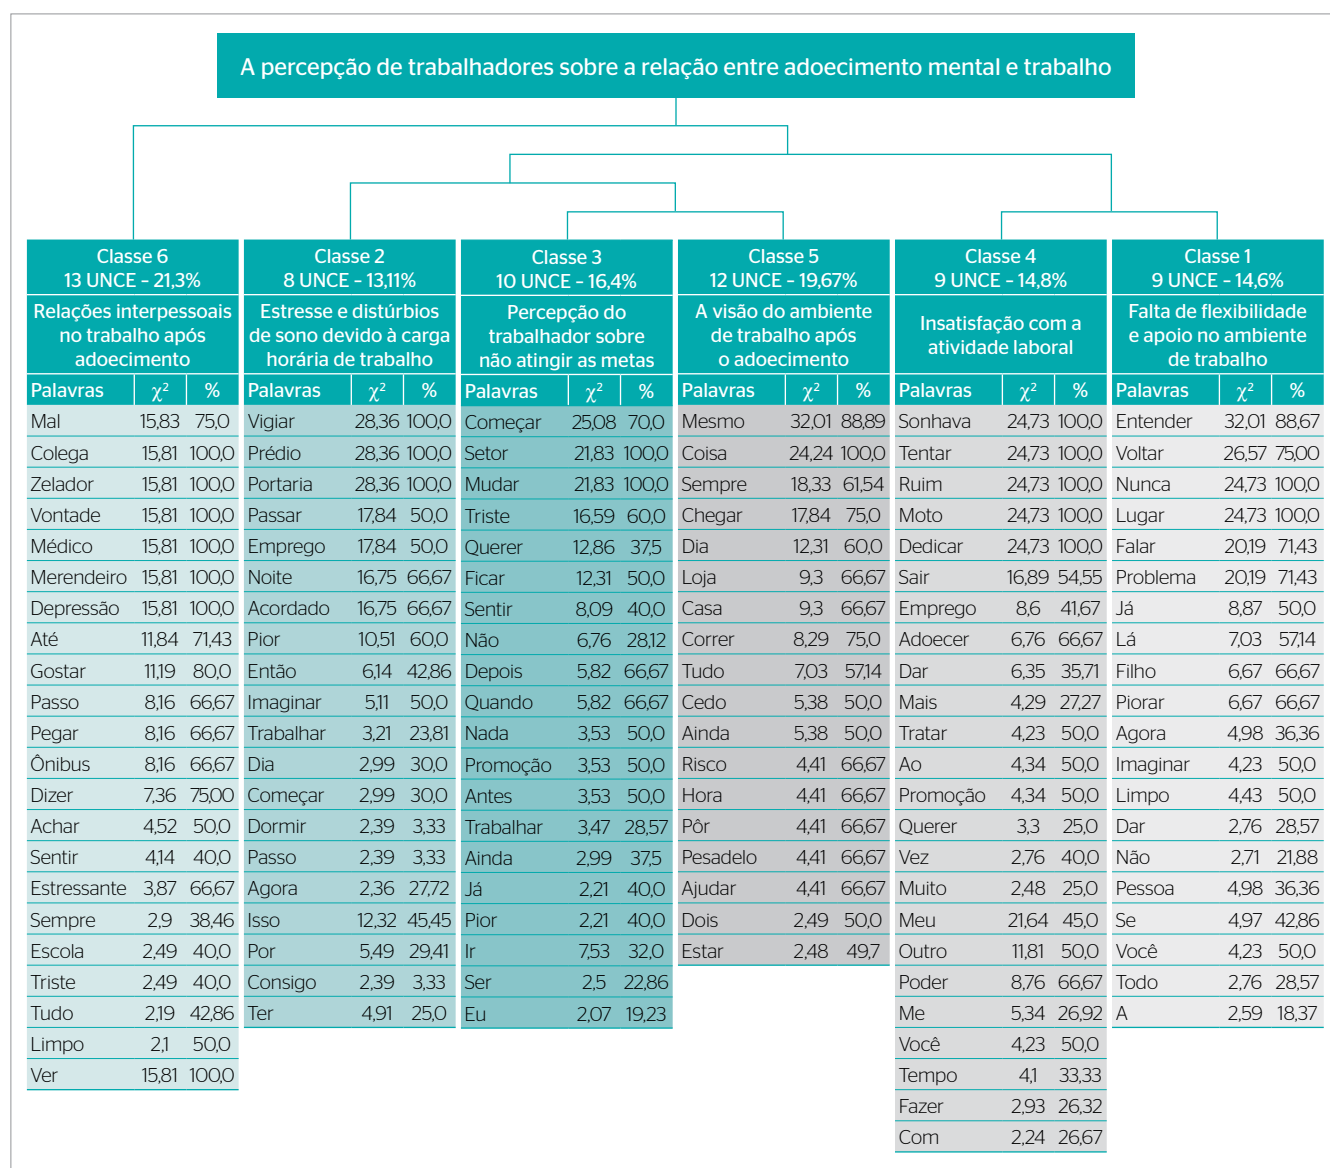 A percepção de trabalhadores sobre a relação entre adoecimento mental e trabalho
Classe 6
13 UNCE – 21,3%
Relações interpessoais
no trabalho após
adoecimento
Palavras χ² %
Mal 15,83 75,0
Colega 15,81 100,0
Zelador 15,81 100,0
Vontade 15,81 100,0
Médico 15,81 100,0
Merendeiro 15,81 100,0
Depressão 15,81 100,0
Até 11,84 71,43
Gostar 11,19 80,0
Passo 8,16 66,67
Pegar 8,16 66,67
Ônibus 8,16 66,67
Dizer 7,36 75,00
Achar 4,52 50,0
Sentir 4,14 40,0
Estressante 3,87 66,67
Sempre 2,9 38,46
Escola 2,49 40,0
Triste 2,49 40,0
Tudo 2,19 42,86
Limpo 2,1 50,0
Ver 15,81 100,0
Classe 2
8 UNCE – 13,11%
Estresse e distúrbios
de sono devido à carga
horária de trabalho
Palavras χ² %
Vigiar 28,36 100,0
Prédio 28,36 100,0
Portaria 28,36 100,0
Passar 17,84 50,0
Emprego 17,84 50,0
Noite 16,75 66,67
Acordado 16,75 66,67
Pior 10,51 60,0
Então 6,14 42,86
Imaginar 5,11 50,0
Trabalhar 3,21 23,81
Dia 2,99 30,0
Começar 2,99 30,0
Dormir 2,39 3,33
Passo 2,39 3,33
Agora 2,36 27,72
Isso 12,32 45,45
Por 5,49 29,41
Consigo 2,39 3,33
Ter 4,91 25,0
Classe 3
10 UNCE – 16,4%
Percepção do
trabalhador sobre
não atingir as metas
Palavras χ² %
Começar 25,08 70,0
Setor 21,83 100,0
Mudar 21,83 100,0
Triste 16,59 60,0
Querer 12,86 37,5
Ficar 12,31 50,0
Sentir 8,09 40,0
Não 6,76 28,12
Depois 5,82 66,67
Quando 5,82 66,67
Nada 3,53 50,0
Promoção 3,53 50,0
Antes 3,53 50,0
Trabalhar 3,47 28,57
Ainda 2,99 37,5
Já 2,21 40,0
Pior 2,21 40,0
Ir 7,53 32,0
Ser 2,5 22,86
Eu 2,07 19,23
Classe 5
12 UNCE – 19,67%
A visão do ambiente
de trabalho após
o adoecimento
Palavras χ² %
Mesmo 32,01 88,89
Coisa 24,24 100,0
Sempre 18,33 61,54
Chegar 17,84 75,0
Dia 12,31 60,0
Loja 9,3 66,67
Casa 9,3 66,67
Correr 8,29 75,0
Tudo 7,03 57,14
Cedo 5,38 50,0
Ainda 5,38 50,0
Risco 4,41 66,67
Hora 4,41 66,67
Pôr 4,41 66,67
Pesadelo 4,41 66,67
Ajudar 4,41 66,67
Dois 2,49 50,0
Estar 2,48 49,7
Classe 4
9 UNCE – 14,8%
Insatisfação com a
atividade laboral
Palavras χ² %
Sonhava 24,73 100,0
Tentar 24,73 100,0
Ruim 24,73 100,0
Moto 24,73 100,0
Dedicar 24,73 100,0
Sair 16,89 54,55
Emprego 8,6 41,67
Adoecer 6,76 66,67
Dar 6,35 35,71
Mais 4,29 27,27
Tratar 4,23 50,0
Ao 4,34 50,0
Promoção 4,34 50,0
Querer 3,3 25,0
Vez 2,76 40,0
Muito 2,48 25,0
Meu 21,64 45,0
Outro 11,81 50,0
Poder 8,76 66,67
Me 5,34 26,92
Você 4,23 50,0
Tempo 4,1 33,33
Fazer 2,93 26,32
Com 2,24 26,67
Classe 1
9 UNCE – 14,6%
Falta de flexibilidade
e apoio no ambiente
de trabalho
Palavras χ² %
Entender 32,01 88,67
Voltar 26,57 75,00
Nunca 24,73 100,0
Lugar 24,73 100,0
Falar 20,19 71,43
Problema 20,19 71,43
Já 8,87 50,0
Lá 7,03 57,14
Filho 6,67 66,67
Piorar 6,67 66,67
Agora 4,98 36,36
Imaginar 4,23 50,0
Limpo 4,43 50,0
Dar 2,76 28,57
Não 2,71 21,88
Pessoa 4,98 36,36
Se 4,97 42,86
Você 4,23 50,0
Todo 2,76 28,57
A 2,59 18,37